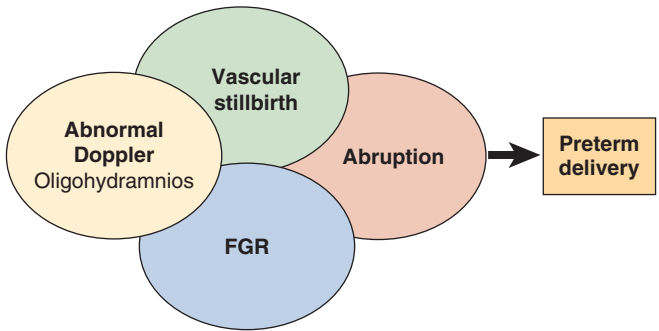 Vascular
stillbirth
Abnormal
Doppler
Oligohydramnios
Abruption
Preterm
delivery
FGR